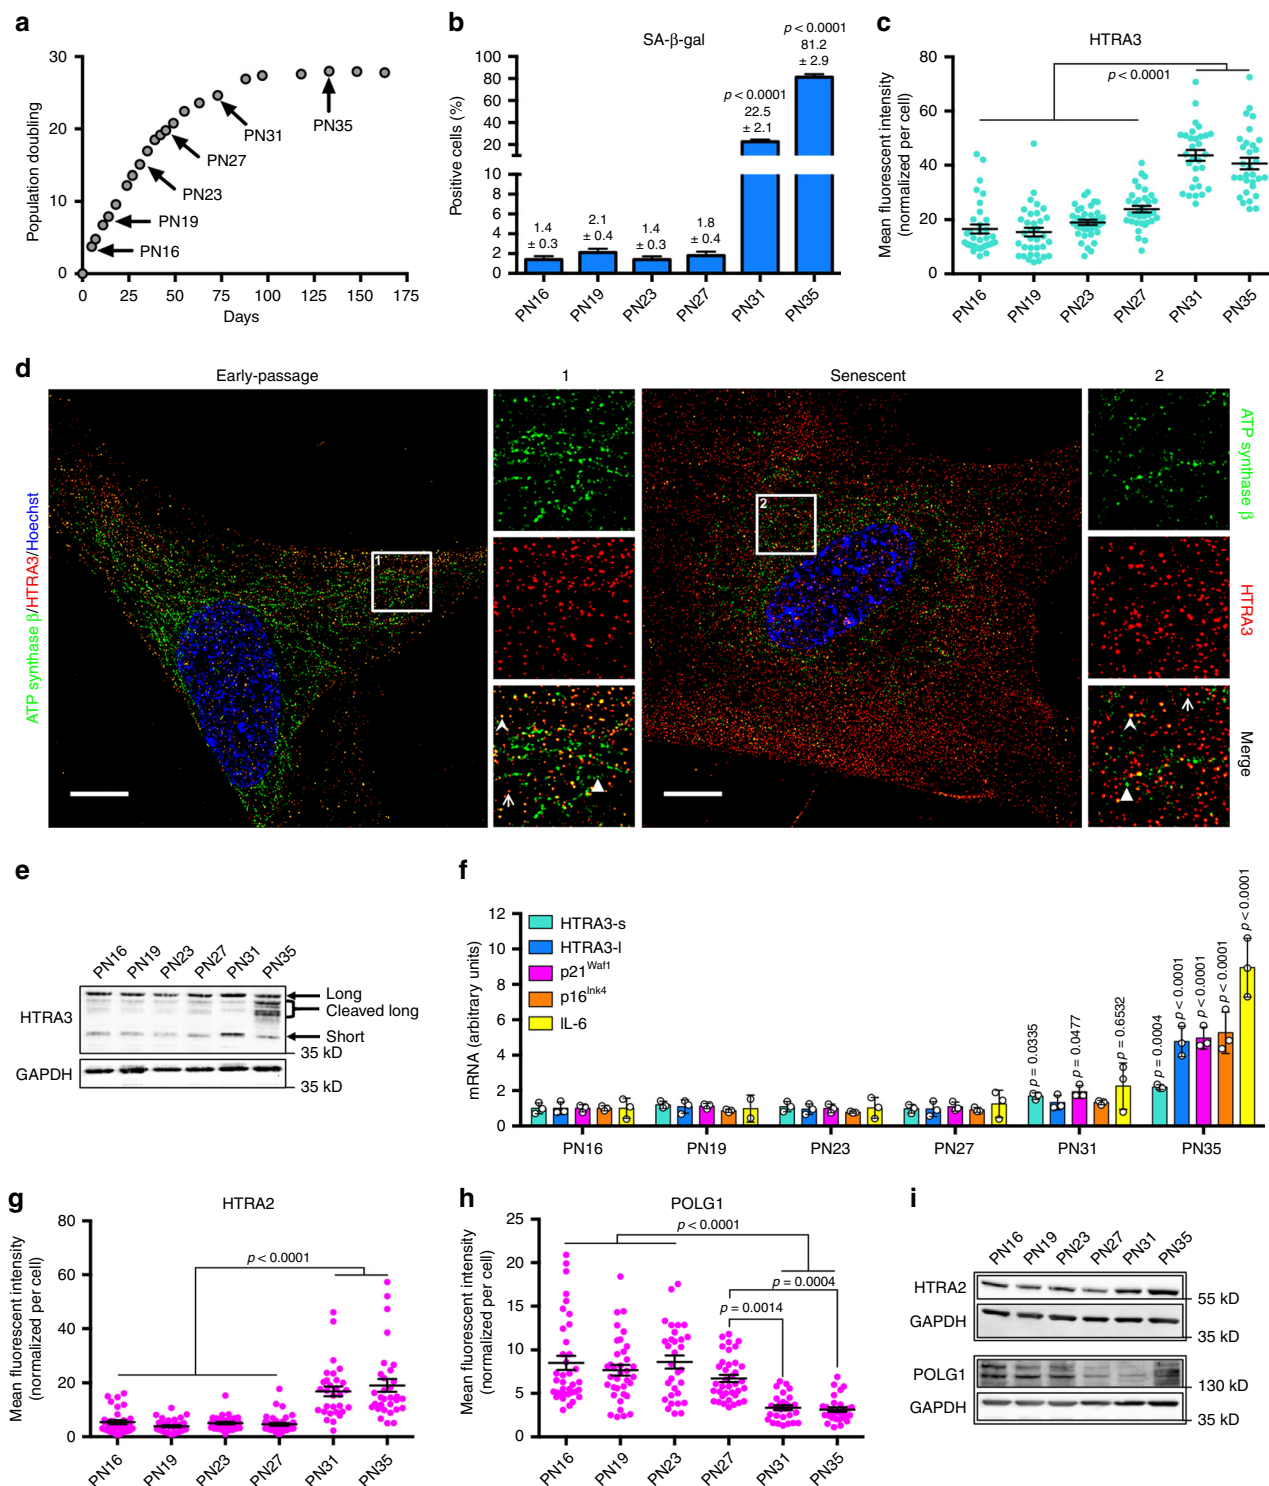 a
Population doubling
30
20
10
0
PN16
PN19
PN23
PN27
PN31
PN35
0 25 50 75 100 125 150 175
Days
b
SA-β-gal
Positive cells (%)
100
80
60
40
20
10
8
6
4
2
0
1.4
± 0.3
2.1
± 0.4
1.4
± 0.3
1.8
± 0.4
p < 0.0001
22.5
± 2.1
p < 0.0001
81.2
± 2.9
PN16 PN19 PN23 PN27 PN31 PN35
c
HTRA3
Mean fluorescent intensity
(normalized per cell)
80
60
40
20
0
p < 0.0001
PN16 PN19 PN23 PN27 PN31 PN35
d
Early-passage
1
Senescent
2
ATP synthase β/HTRA3/Hoechst
1
2
ATP synthase β
HTRA3
Merge
e
PN16 PN19 PN23 PN27 PN31 PN35
HTRA3
Long
Cleaved long
Short
35 kD
GAPDH
35 kD
f
mRNA (arbitrary units)
12
10
8
6
4
2
0
HTRA3-s
HTRA3-l
p21Waf1
p16Ink4
IL-6
p = 0.0335
p = 0.0477
p = 0.6532
p = 0.0004
p < 0.0001
p < 0.0001
p < 0.0001
p < 0.0001
PN16 PN19 PN23 PN27 PN31 PN35
g
HTRA2
Mean fluorescent intensity
(normalized per cell)
80
60
40
20
0
p < 0.0001
PN16 PN19 PN23 PN27 PN31 PN35
h
POLG1
Mean fluorescent intensity
(normalized per cell)
25
20
15
10
5
0
p < 0.0001
p = 0.0004
p = 0.0014
PN16 PN19 PN23 PN27 PN31 PN35
i
PN16 PN19 PN23 PN27 PN31 PN35
HTRA2
55 kD
GAPDH
35 kD
POLG1
130 kD
GAPDH
35 kD